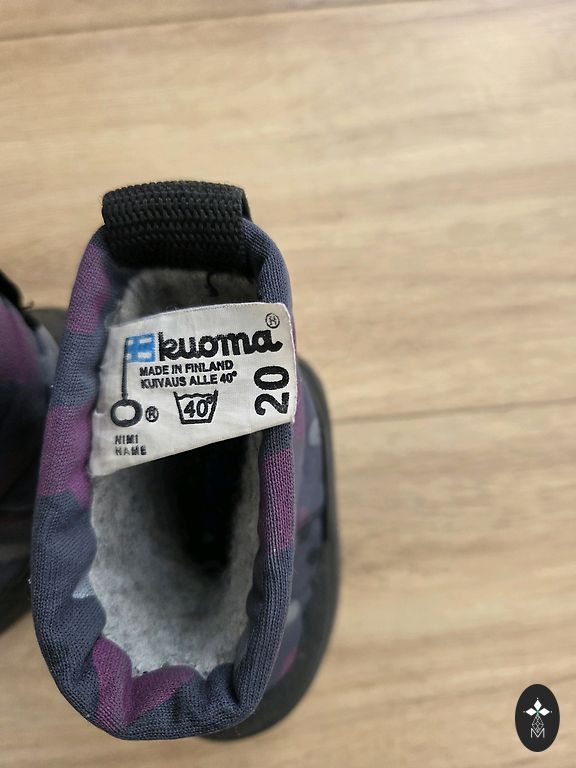 kuoma®
MADE IN FINLAND
KUIVAUS ALLE 40°
®
40°
20
NIMI
NAME
M